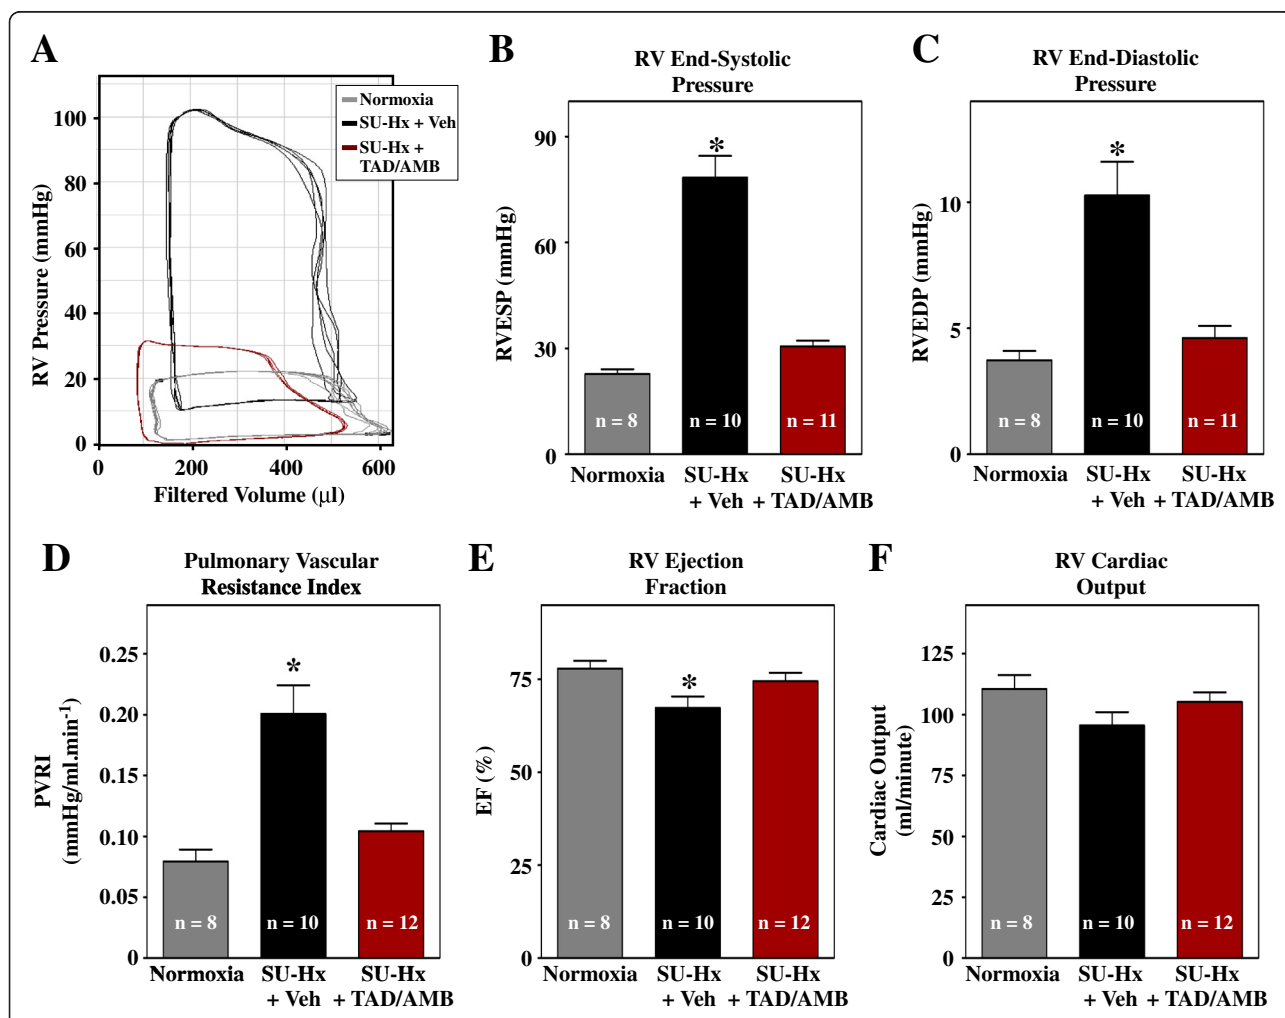 A
100
80
60
40
20
0
RV Pressure (mmHg)
0 200 400 600
Filtered Volume (μl)
Normoxia
SU-Hx + Veh
SU-Hx +
TAD/AMB
B
RV End-Systolic
Pressure
90
60
30
0
RVESP (mmHg)
*
n = 8 n = 10 n = 11
Normoxia SU-Hx SU-Hx
+ Veh + TAD/AMB
C
RV End-Diastolic
Pressure
10
5
0
RVEDP (mmHg)
*
n = 8 n = 10 n = 11
Normoxia SU-Hx SU-Hx
+ Veh + TAD/AMB
D
Pulmonary Vascular
Resistance Index
0.25
0.20
0.10
0.05
0
PVRI
(mmHg/ml.min⁻¹)
*
n = 8 n = 10 n = 12
Normoxia SU-Hx SU-Hx
+ Veh + TAD/AMB
E
RV Ejection
Fraction
75
50
25
0
EF (%)
*
n = 8 n = 10 n = 12
Normoxia SU-Hx SU-Hx
+ Veh + TAD/AMB
F
RV Cardiac
Output
125
100
75
50
25
0
Cardiac Output
(ml/minute)
n = 8 n = 10 n = 12
Normoxia SU-Hx SU-Hx
+ Veh + TAD/AMB